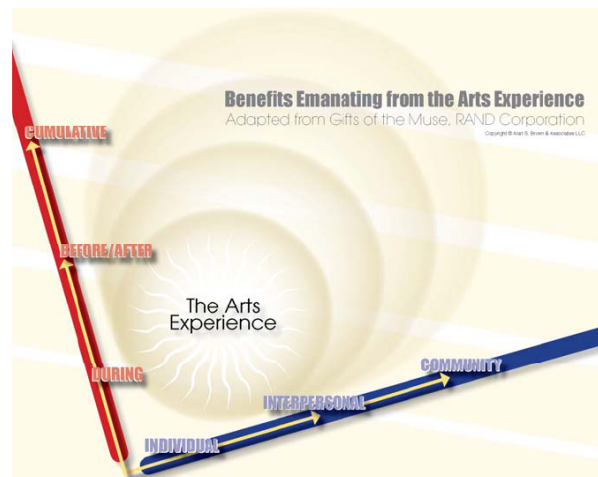 Benefits Emanating from the Arts Experience
Adapted from Gifts of the Muse, RAND Corporation
Copyright © Alan S. Brown & Associates LLC
CUMULATIVE
BEFORE/AFTER
The Arts
Experience
DURING
COMMUNITY
INTERPERSONAL
INDIVIDUAL